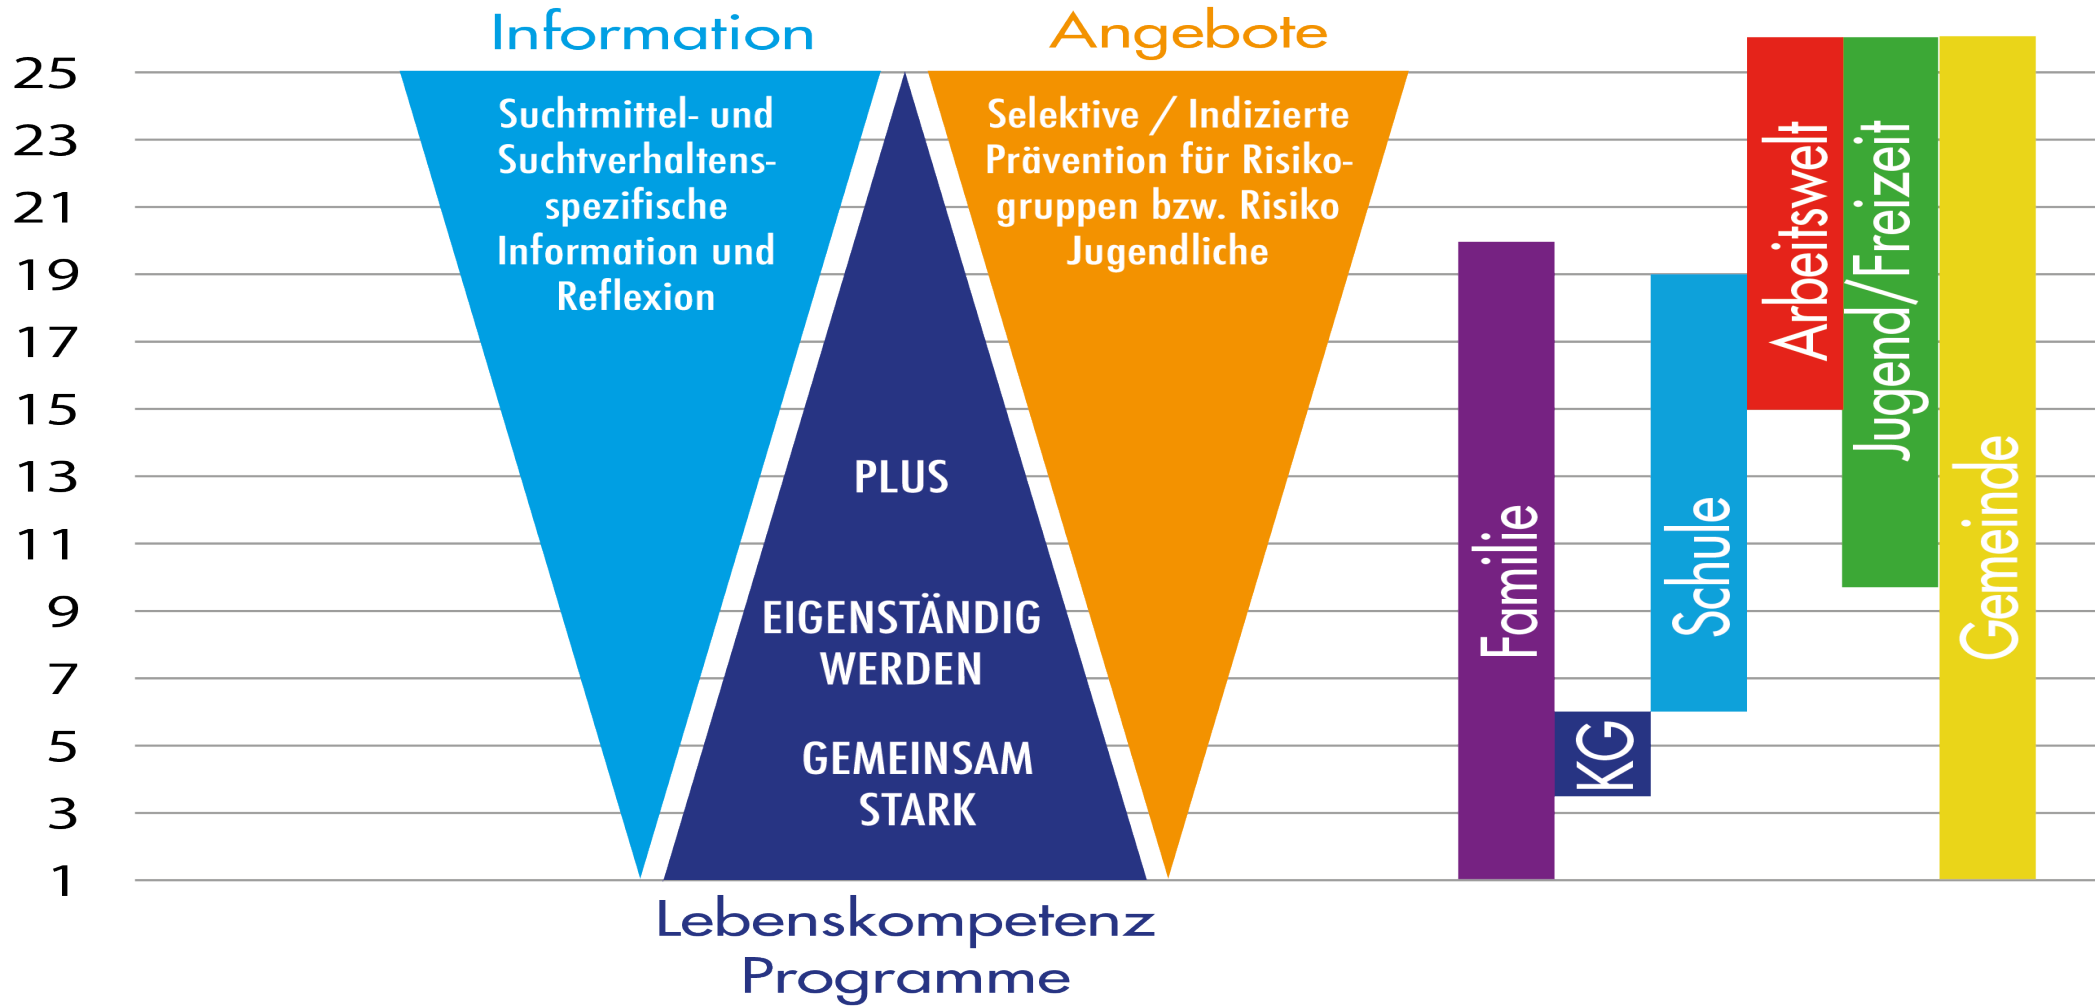 Information
Angebote
25
23
21
19
17
15
13
11
9
7
5
3
1
Suchtmittel- und
Suchtverhaltens-
spezifische
Information und
Reflexion
PLUS
EIGENSTÄNDIG
WERDEN
GEMEINSAM
STARK
Selektive / Indizierte
Prävention für Risiko-
gruppen bzw. Risiko
Jugendliche
Familie
KG
Schule
Arbeitswelt
Jugend/Freizeit
Gemeinde
Lebenskompetenz
Programme